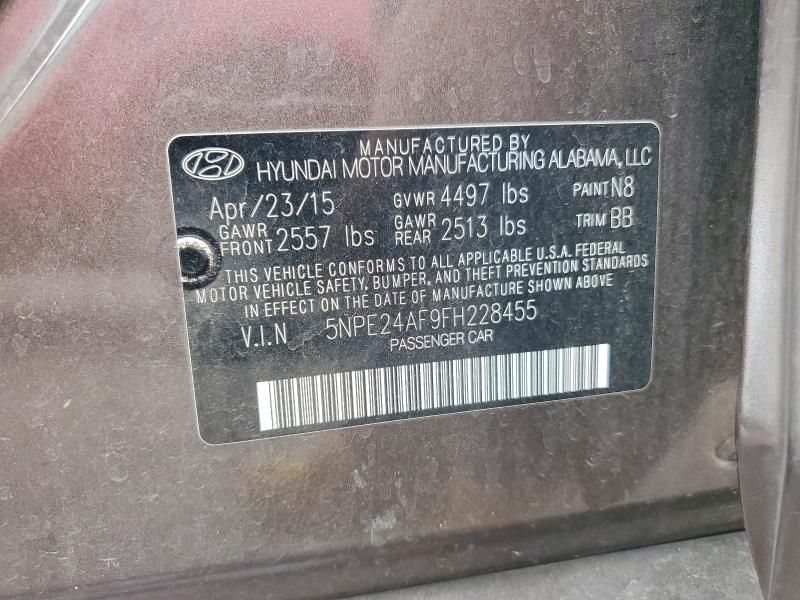 MANUFACTURED BY
HYUNDAI MOTOR MANUFACTURING ALABAMA, LLC
Apr/23/15 GVWR 4497 lbs PAINT N8
GAWR FRONT 2557 lbs GAWR REAR 2513 lbs TRIM BB
THIS VEHICLE CONFORMS TO ALL APPLICABLE U.S.A. FEDERAL
MOTOR VEHICLE SAFETY, BUMPER, AND THEFT PREVENTION STANDARDS
IN EFFECT ON THE DATE OF MANUFACTURE SHOWN ABOVE
V.I.N 5NPE24AF9FH228455
PASSENGER CAR